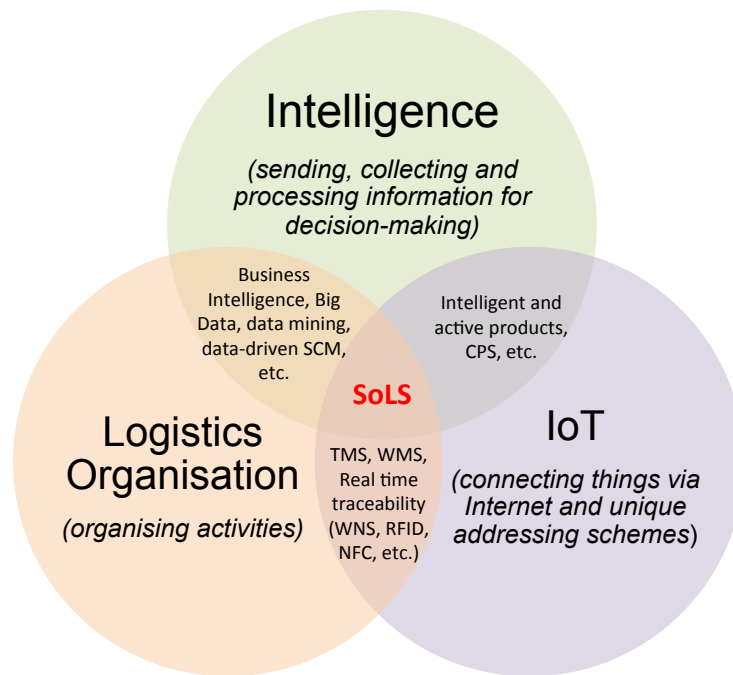 Intelligence
(sending, collecting and
processing information for
decision-making)
Business
Intelligence, Big
Data, data mining,
data-driven SCM,
etc.
Intelligent and
active products,
CPS, etc.
SoLS
Logistics
Organisation
(organising activities)
TMS, WMS,
Real time
traceability
(WNS, RFID,
NFC, etc.)
IoT
(connecting things via
Internet and unique
addressing schemes)